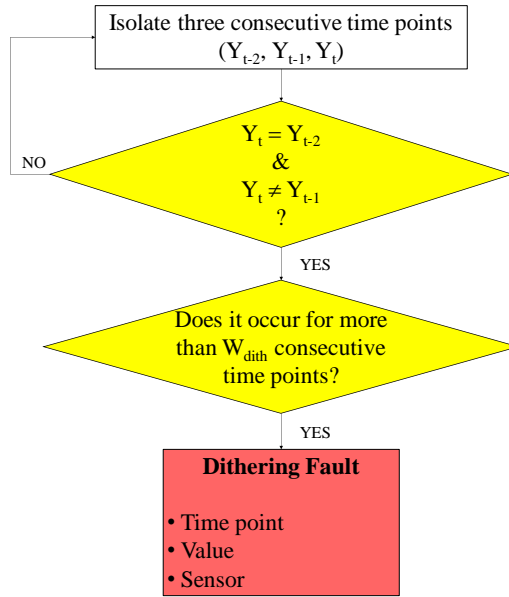 Isolate three consecutive time points
(Yₜ₋₂, Yₜ₋₁, Yₜ)
Yₜ = Yₜ₋₂
&
NO
Yₜ ≠ Yₜ₋₁
?
YES
Does it occur for more
than W_dith consecutive
time points?
YES
Dithering Fault
• Time point
• Value
• Sensor